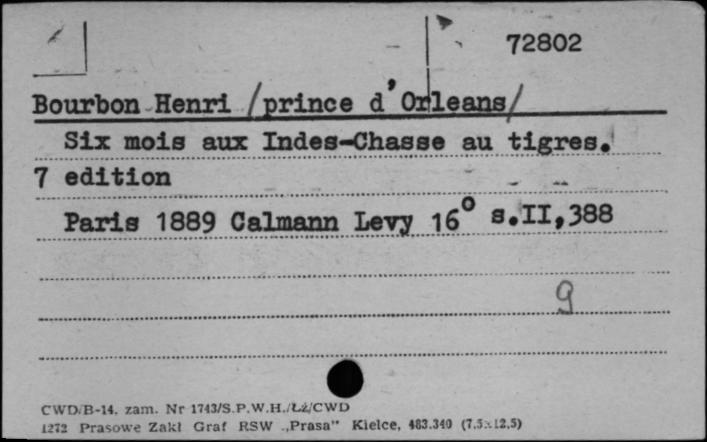 72802
Bourbon Henri /prince d'Orleans/
Six mois aux Indes-Chasse au tigres.
7 edition
Paris 1889 Calmann Levy 16° s.II,388
9
CWD/B-14. zam. Nr 1743/S.P.W.H./Łź/CWD
1272 Prasowe Zakł Graf RSW „Prasa" Kielce, 483.340 (7,5x12,5)